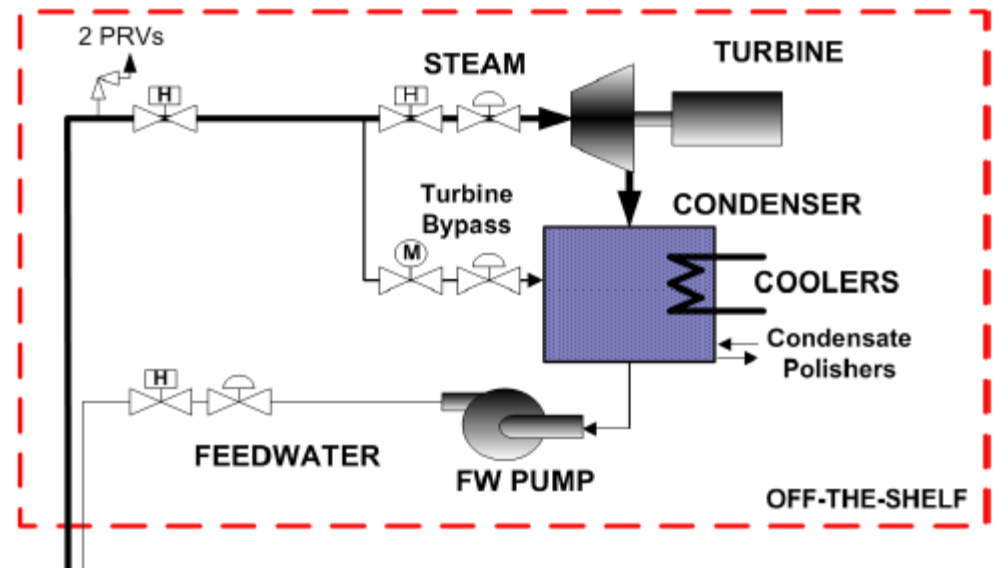 2 PRVs
H
H
STEAM
TURBINE
Turbine
Bypass
M
CONDENSER
COOLERS
Condensate
Polishers
H
FEEDWATER
FW PUMP
OFF-THE-SHELF